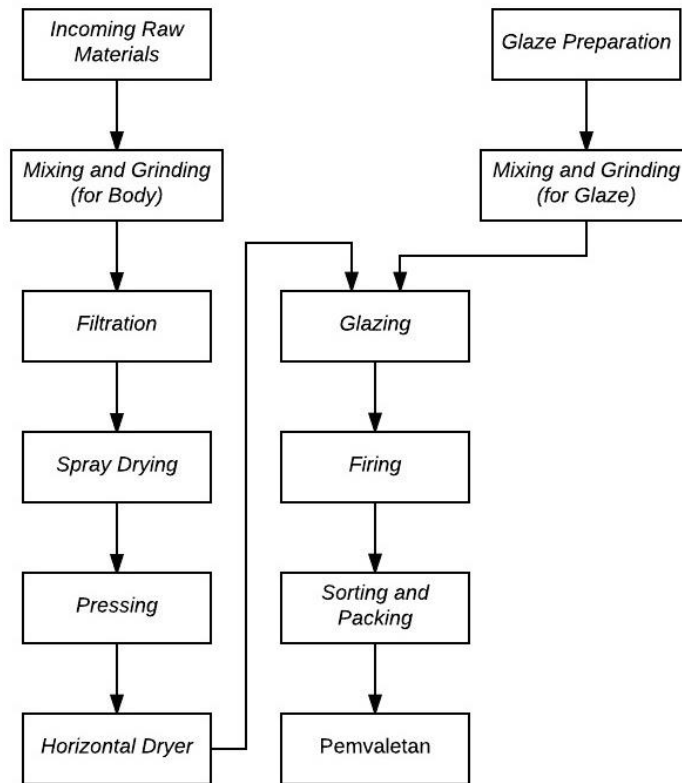 Incoming Raw
Materials
Mixing and Grinding
(for Body)
Filtration
Spray Drying
Pressing
Horizontal Dryer
Glaze Preparation
Mixing and Grinding
(for Glaze)
Glazing
Firing
Sorting and
Packing
Pemvaletan